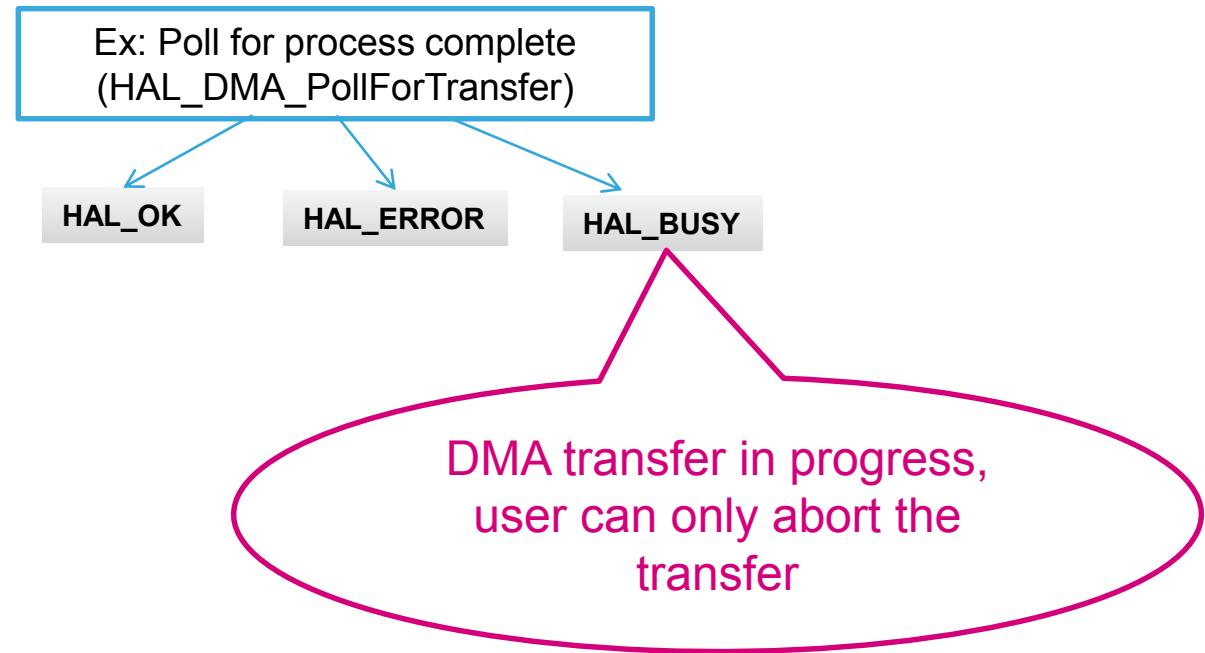 Ex: Poll for process complete
(HAL_DMA_PollForTransfer)
HAL_OK
HAL_ERROR
HAL_BUSY
DMA transfer in progress,
user can only abort the
transfer